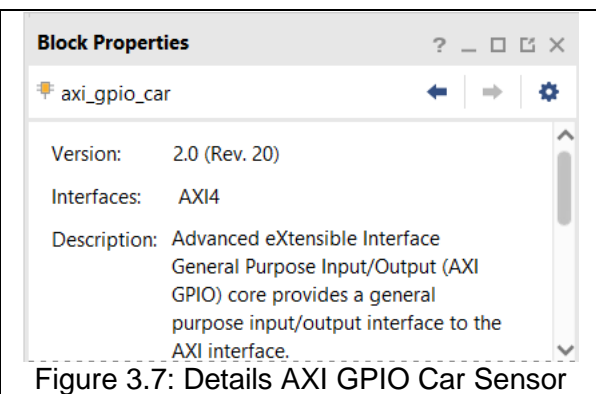 Block Properties ?
axi_gpio_car
Version: 2.0 (Rev. 20)
Interfaces: AXI4
Description: Advanced eXtensible Interface
General Purpose Input/Output (AXI
GPIO) core provides a general
purpose input/output interface to the
AXI interface.
Figure 3.7: Details AXI GPIO Car Sensor